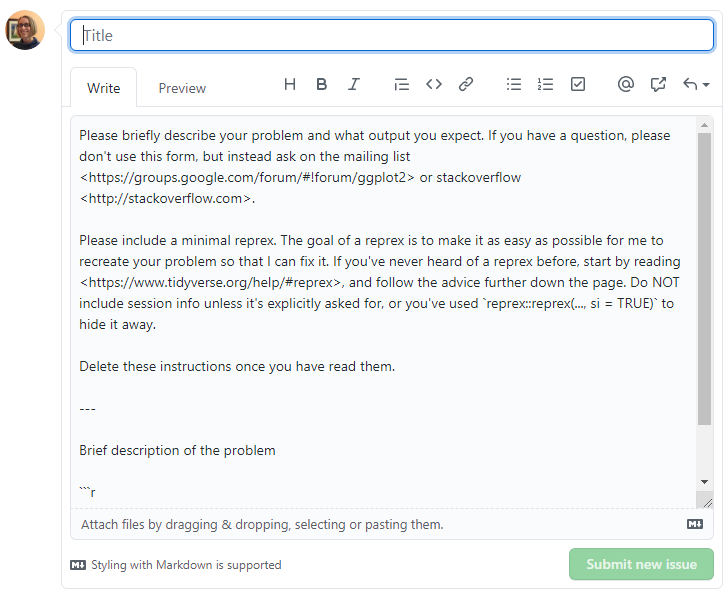 Title
Write
Preview
Please briefly describe your problem and what output you expect. If you have a question, please
don't use this form, but instead ask on the mailing list
<https://groups.google.com/forum/#!forum/ggplot2> or stackoverflow
<http://stackoverflow.com>.
Please include a minimal reprex. The goal of a reprex is to make it as easy as possible for me to
recreate your problem so that I can fix it. If you've never heard of a reprex before, start by reading
<https://www.tidyverse.org/help/#reprex>, and follow the advice further down the page. Do NOT
include session info unless it's explicitly asked for, or you've used `reprex::reprex(..., si = TRUE)` to
hide it away.
Delete these instructions once you have read them.
---
Brief description of the problem
```r
Attach files by dragging & dropping, selecting or pasting them.
Styling with Markdown is supported
Submit new issue